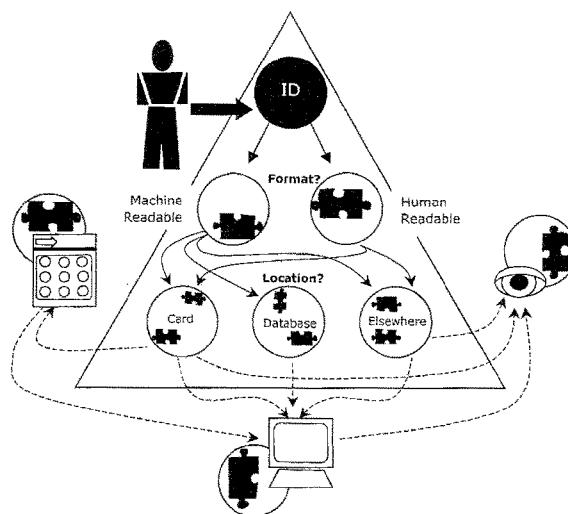 ID
Format?
Machine
Readable
Human
Readable
Location?
Card
Database
Elsewhere